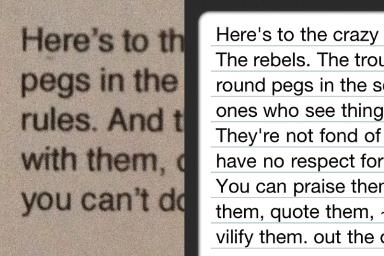 Here's to th
pegs in the
rules. And t
with them,
you can't do
Here's to the crazy
The rebels. The trou
round pegs in the s
ones who see thing
They're not fond of
have no respect for
You can praise ther
them, quote them,
vilify them. out the